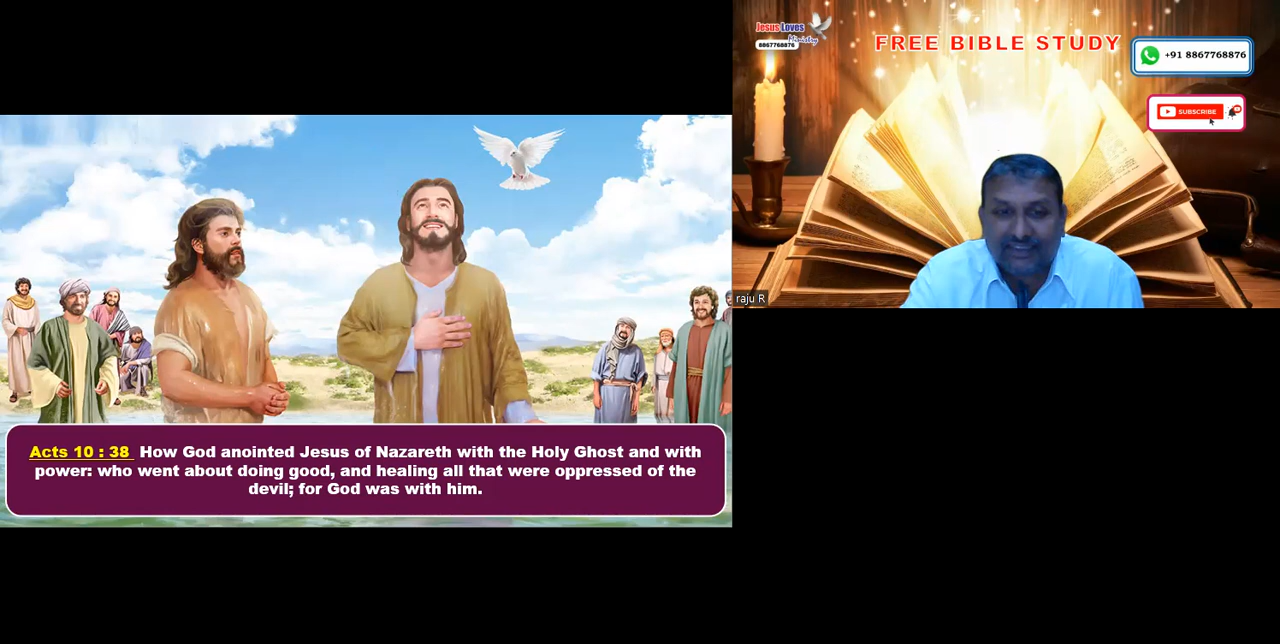 Jesus Loves
Ministry
8867768876
FREE BIBLE STUDY
+91 8867768876
SUBSCRIBE
raju R
Acts 10 : 38 How God anointed Jesus of Nazareth with the Holy Ghost and with
power: who went about doing good, and healing all that were oppressed of the
devil; for God was with him.